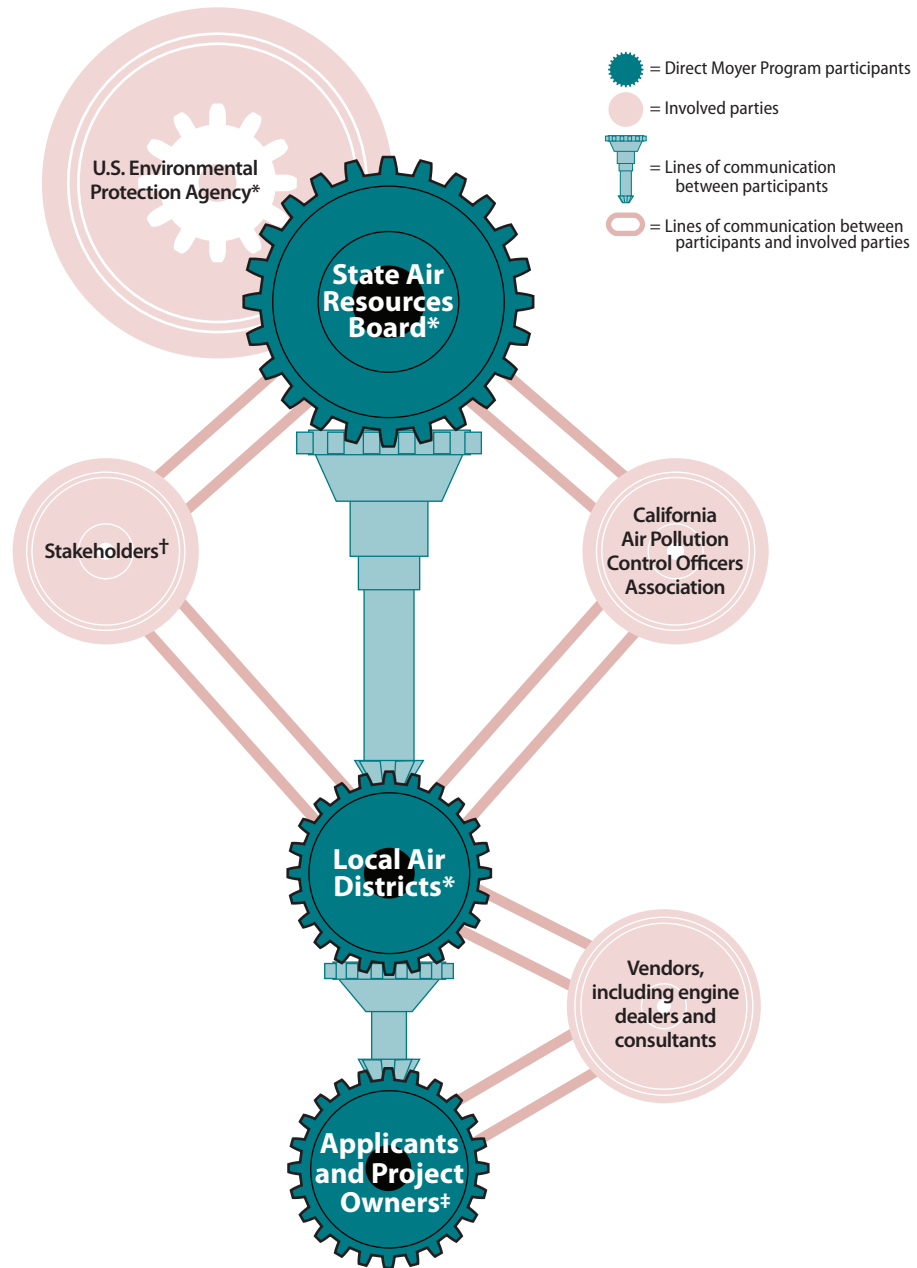 U.S. Environmental
Protection Agency*
= Direct Moyer Program participants
= Involved parties
= Lines of communication
between participants
= Lines of communication between
participants and involved parties
State Air
Resources
Board*
Stakeholders†
California
Air Pollution
Control Officers
Association
Local Air
Districts*
Vendors,
including engine
dealers and
consultants
Applicants
and Project
Owners‡